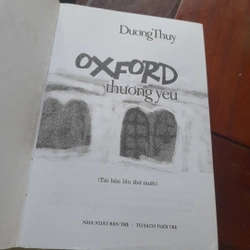 Dương Thụy
OXFORD
thương yêu
(Tái bản lần thứ mười)
NHÀ XUẤT BẢN TRẺ - TỦ SÁCH TUỔI TRẺ